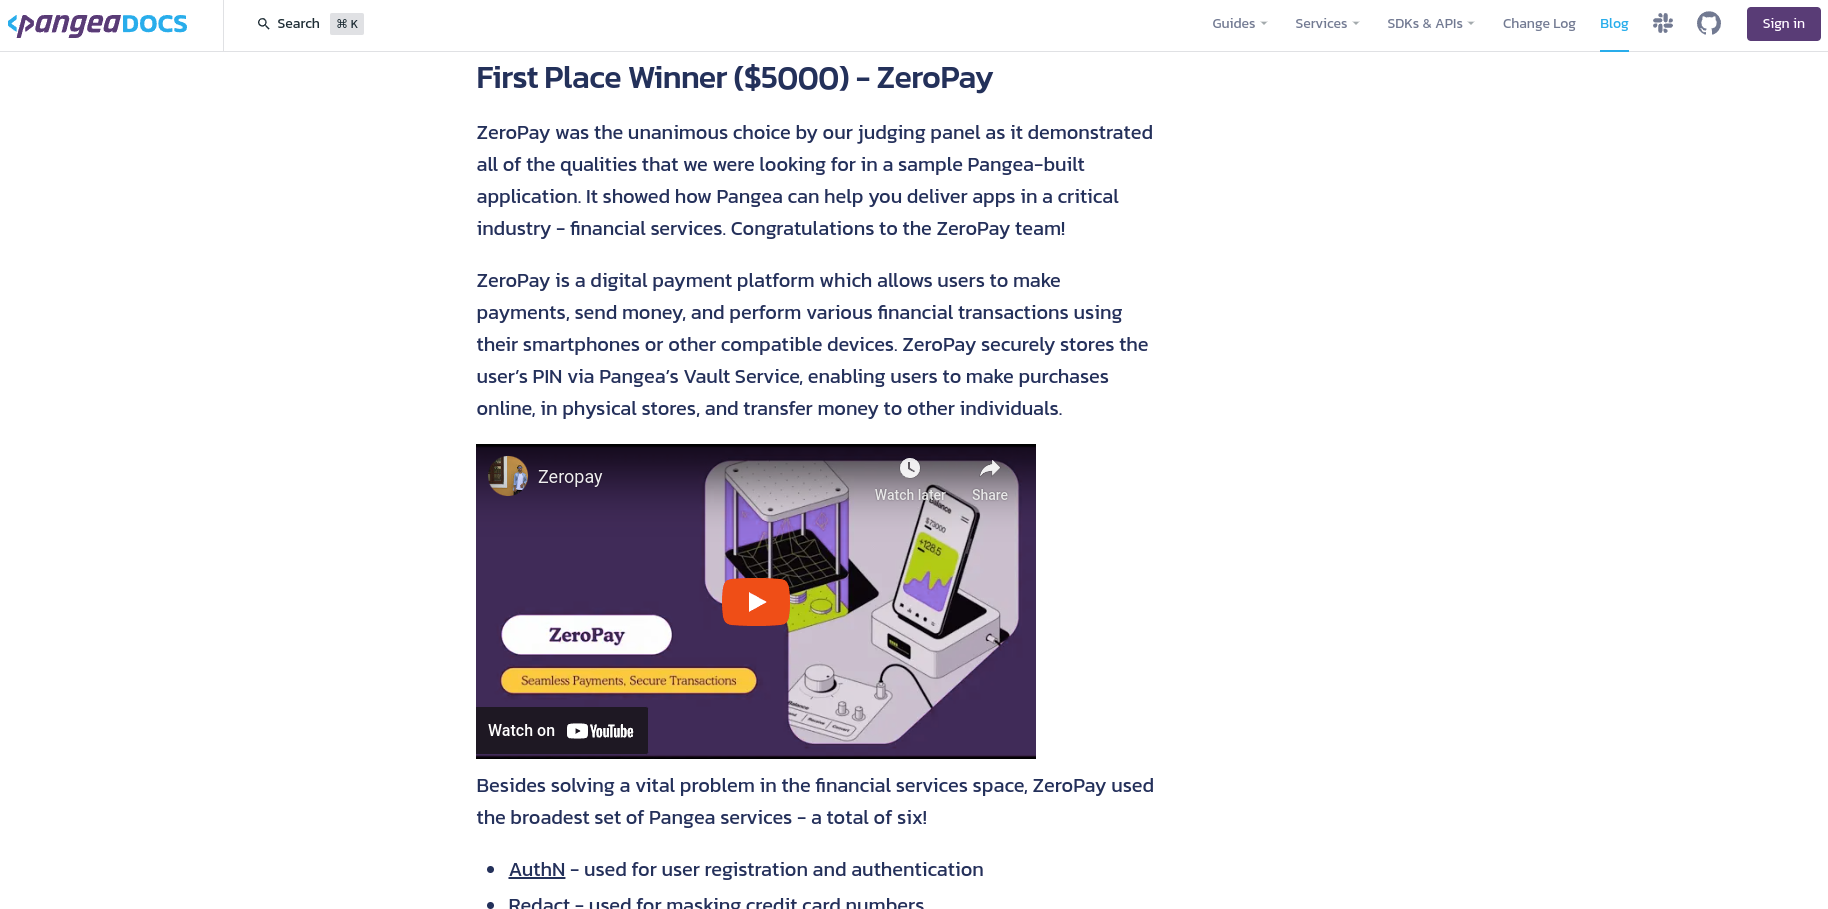 pangeaDOCS
Search ⌘ K
Guides
Services
SDKs & APIs
Change Log
Blog
Sign in
First Place Winner ($5000) - ZeroPay
ZeroPay was the unanimous choice by our judging panel as it demonstrated
all of the qualities that we were looking for in a sample Pangea-built
application. It showed how Pangea can help you deliver apps in a critical
industry - financial services. Congratulations to the ZeroPay team!
ZeroPay is a digital payment platform which allows users to make
payments, send money, and perform various financial transactions using
their smartphones or other compatible devices. ZeroPay securely stores the
user’s PIN via Pangea’s Vault Service, enabling users to make purchases
online, in physical stores, and transfer money to other individuals.
Zeropay
Watch later
Share
Balance
$73000
+128.5
ZeroPay
Seamless Payments, Secure Transactions
Balance
Receive
Convert
Watch on YouTube
Besides solving a vital problem in the financial services space, ZeroPay used
the broadest set of Pangea services - a total of six!
• AuthN - used for user registration and authentication
• Redact - used for masking credit card numbers